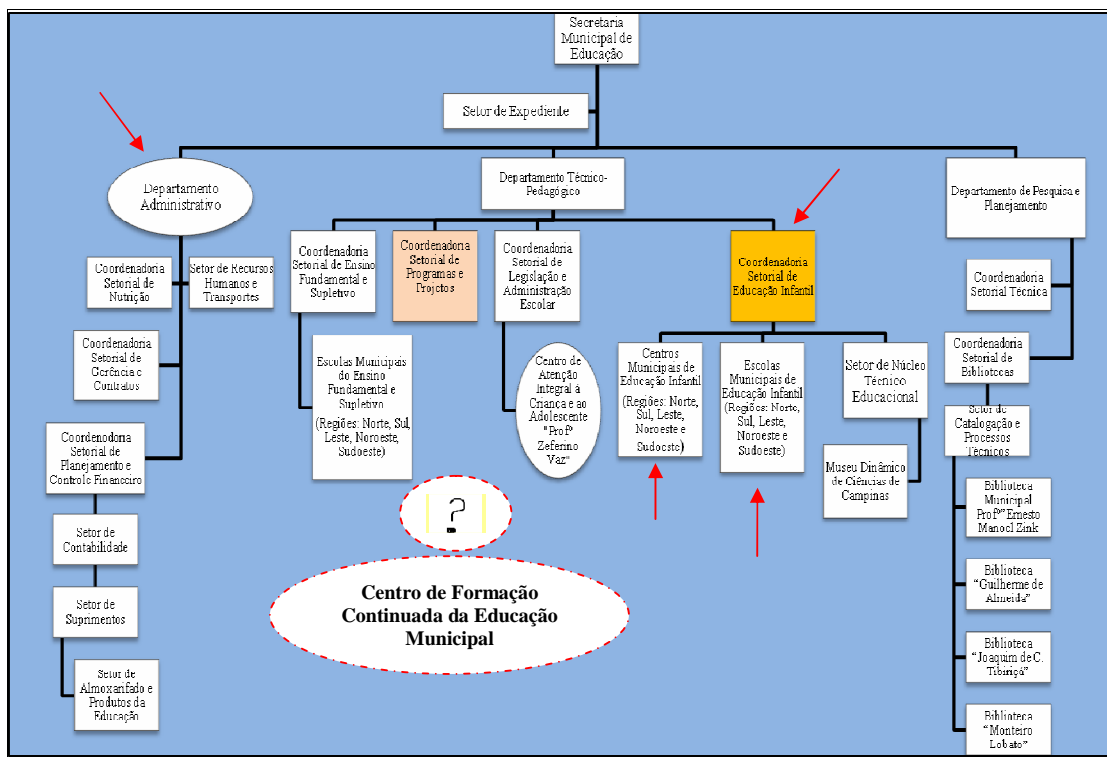 Secretaria
Municipal de
Educação
Setor de Expediente
Departamento
Administrativo
Departamento Técnico-
Pedagógico
Departamento de Pesquisa e
Planejamento
Coordenadoria
Setorial de
Nutrição
Setor de Recursos
Humanos e
Transportes
Coordenadoria
Setorial de
Gerência e
Contratos
Coordenodoria
Setorial de
Planejamento e
Controle Financeiro
Setor de
Contabilidade
Setor de
Suprimentos
Setor de
Almoxarifado e
Produtos da
Educação
Coordenadoria
Setorial de Ensino
Fundamental e
Supletivo
Escolas Municipais
do Ensino
Fundamental e
Supletivo
(Regiões: Norte, Sul,
Leste, Noroeste,
Sudoeste)
Coordenadoria
Setorial de
Programas e
Projetos
Coordenadoria
Setorial de
Legislação e
Administração
Escolar
Centro de
Atenção
Integral à
Criança e ao
Adolescente
"Profº
Zeferino
Vaz"
Coordenadoria
Setorial de
Educação Infantil
Centros
Municipais de
Educação Infantil
(Regiões: Norte,
Sul, Leste,
Noroeste e
Sudoeste)
Escolas
Municipais de
Educação Infantil
(Regiões: Norte,
Sul, Leste,
Noroeste e
Sudoeste)
Setor de Núcleo
Técnico
Educacional
Museu Dinâmico
de Ciências de
Campinas
Coordenadoria
Setorial Técnica
Coordenadoria
Setorial de
Bibliotecas
Setor de
Catalogação e
Processos
Técnicos
Biblioteca
Municipal
Profº"Ernesto
Manoel Zink
Biblioteca
"Guilherme de
Almeida"
Biblioteca
"Joaquim de C.
Tibiriçá"
Biblioteca
"Monteiro
Lobato"
[?]
Centro de Formação
Continuada da Educação
Municipal